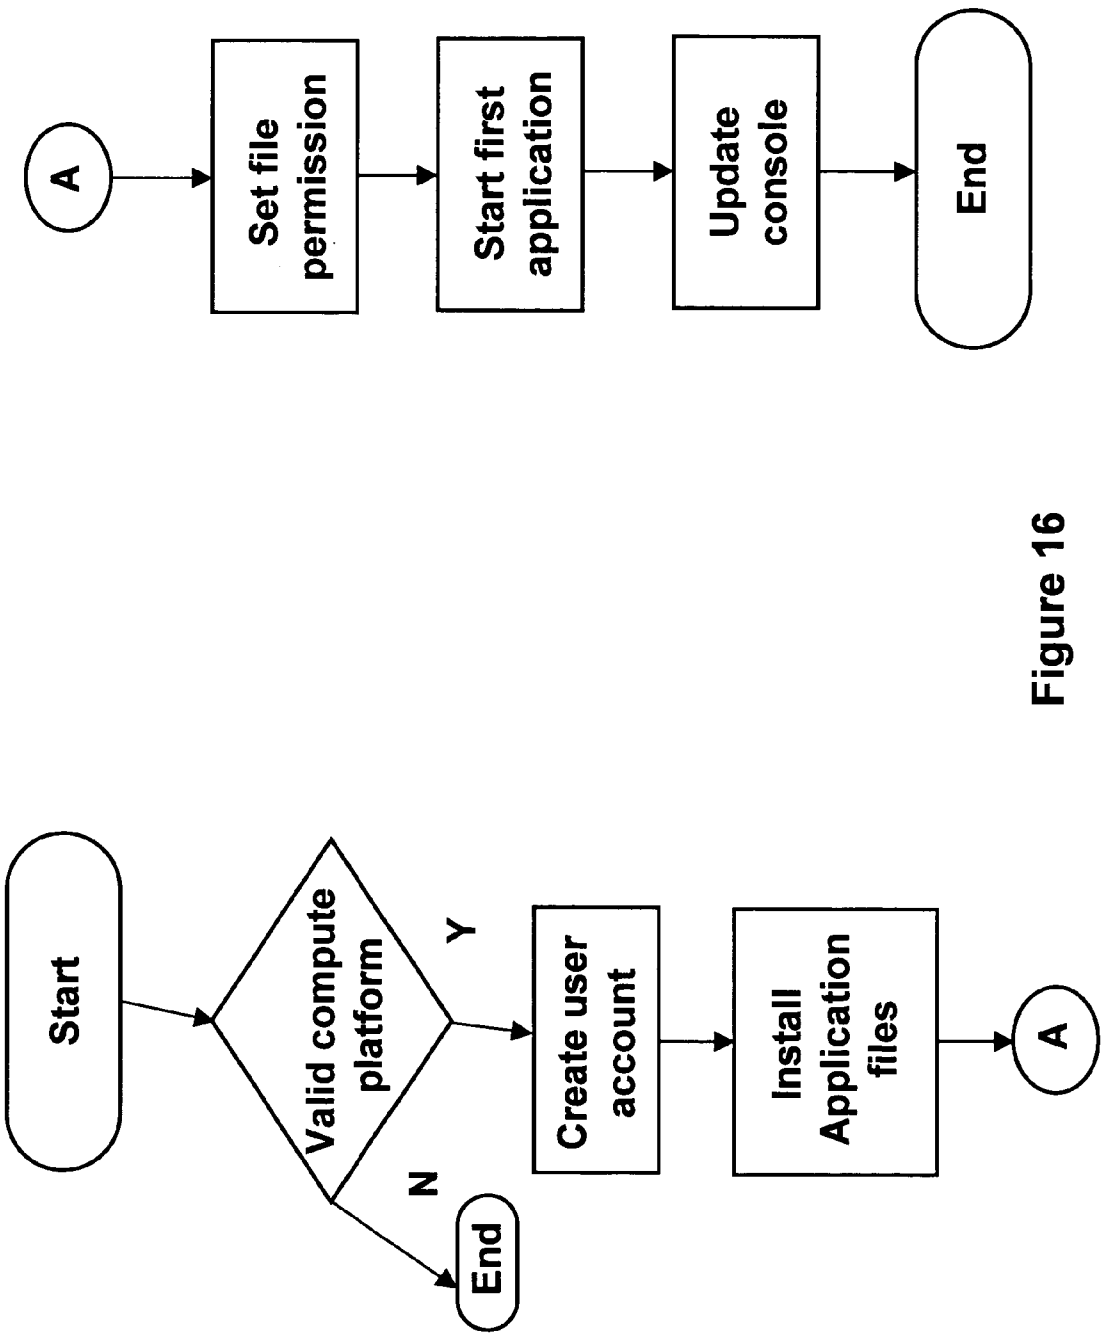 Start
Valid compute
platform
N
Y
End
Create user
account
Install
Application
files
A
A
Set file
permission
Start first
application
Update
console
End
Figure 16